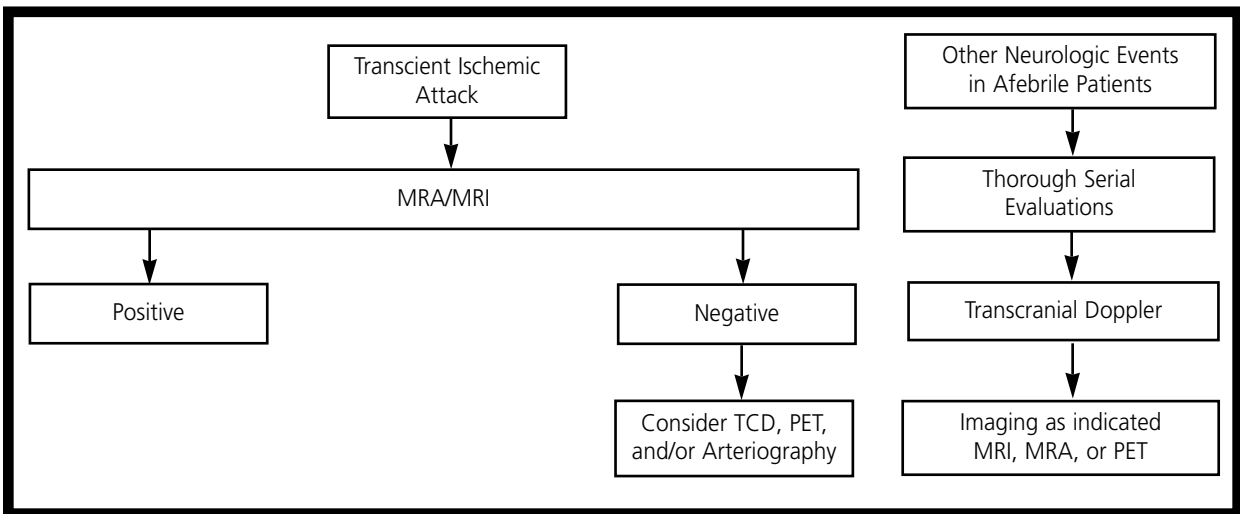 Transcient Ischemic
Attack
MRA/MRI
Positive
Negative
Consider TCD, PET,
and/or Arteriography
Other Neurologic Events
in Afebrile Patients
Thorough Serial
Evaluations
Transcranial Doppler
Imaging as indicated
MRI, MRA, or PET